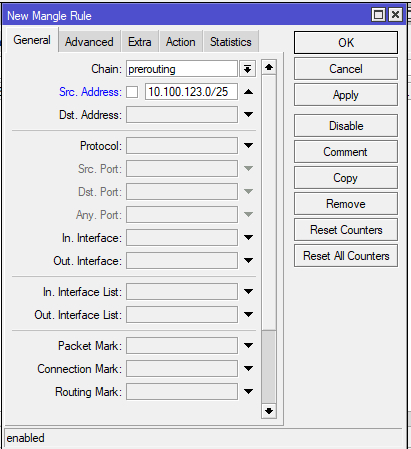 New Mangle Rule
General Advanced Extra Action Statistics
Chain: prerouting
Src. Address: 10.100.123.0/25
Dst. Address:
Protocol:
Src. Port:
Dst. Port:
Any. Port:
In. Interface:
Out. Interface:
In. Interface List:
Out. Interface List:
Packet Mark:
Connection Mark:
Routing Mark:
OK
Cancel
Apply
Disable
Comment
Copy
Remove
Reset Counters
Reset All Counters
enabled